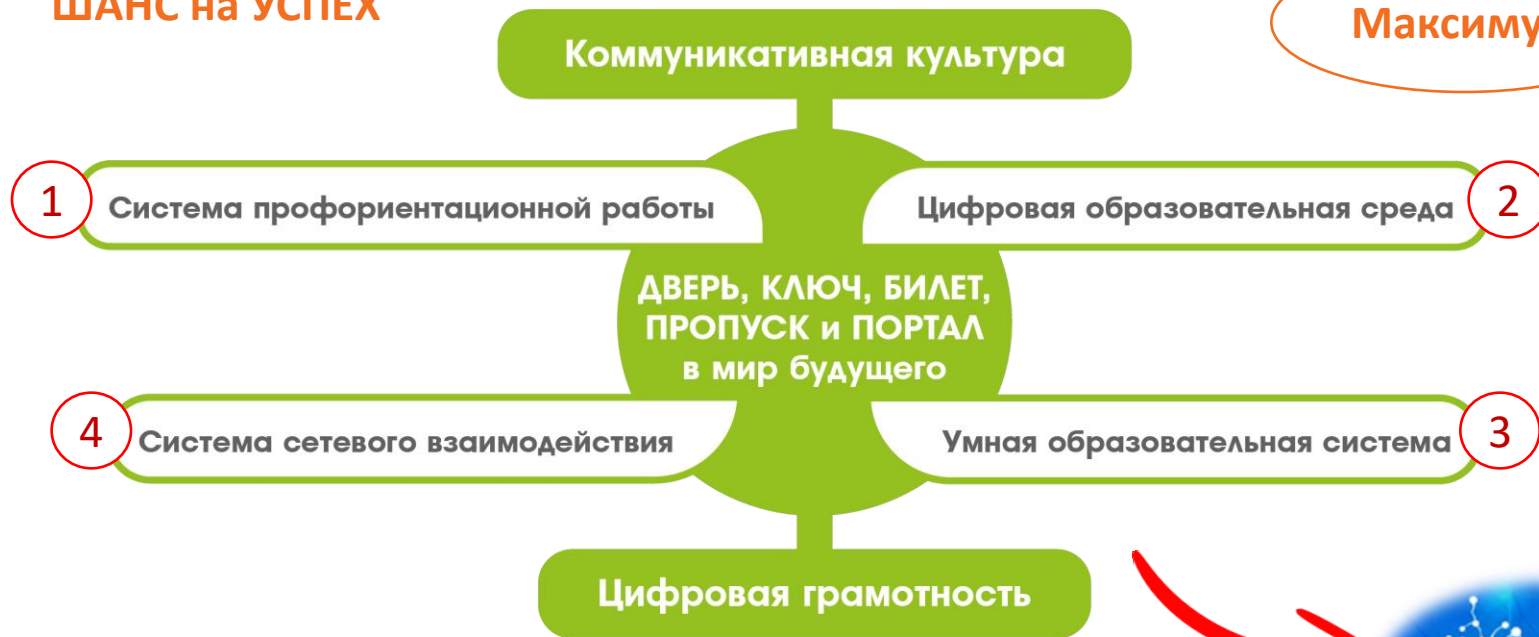 ШАНС на УСПЕХ
Максиму
Коммуникативная культура
1
Система профориентационной работы
Цифровая образовательная среда
2
ДВЕРЬ, КЛЮЧ, БИЛЕТ,
ПРОПУСК и ПОРТАЛ
в мир будущего
4
Система сетевого взаимодействия
Умная образовательная система
3
Цифровая грамотность